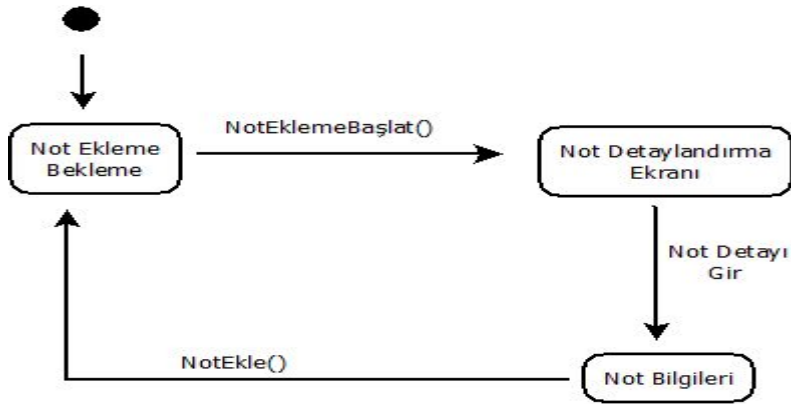 NotEklemeBaşlat()
Not Ekleme
Bekleme
Not Detaylandırma
Ekranı
Not Detayı
Gir
NotEkle()
Not Bilgileri